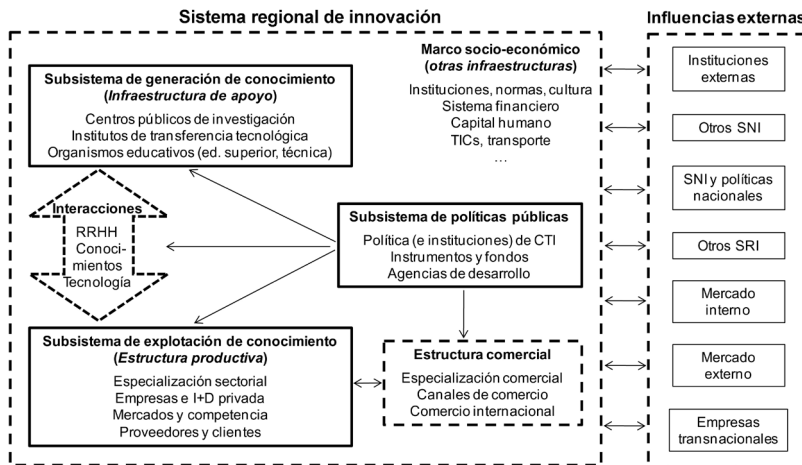 Sistema regional de innovación
Influencias externas
Marco socio-económico
(otras infraestructuras)
Instituciones, normas, cultura
Sistema financiero
Capital humano
TICs, transporte
...
Subsistema de generación de conocimiento
(Infraestructura de apoyo)
Centros públicos de investigación
Institutos de transferencia tecnológica
Organismos educativos (ed. superior, técnica)
Interacciones
RRHH
Conoci-
mientos
Tecnología
Subsistema de políticas públicas
Política (e instituciones) de CTI
Instrumentos y fondos
Agencias de desarrollo
Subsistema de explotación de conocimiento
(Estructura productiva)
Especialización sectorial
Empresas e I+D privada
Mercados y competencia
Proveedores y clientes
Estructura comercial
Especialización comercial
Canales de comercio
Comercio internacional
Instituciones
externas
Otros SNI
SNI y políticas
nacionales
Otros SRI
Mercado
interno
Mercado
externo
Empresas
transnacionales